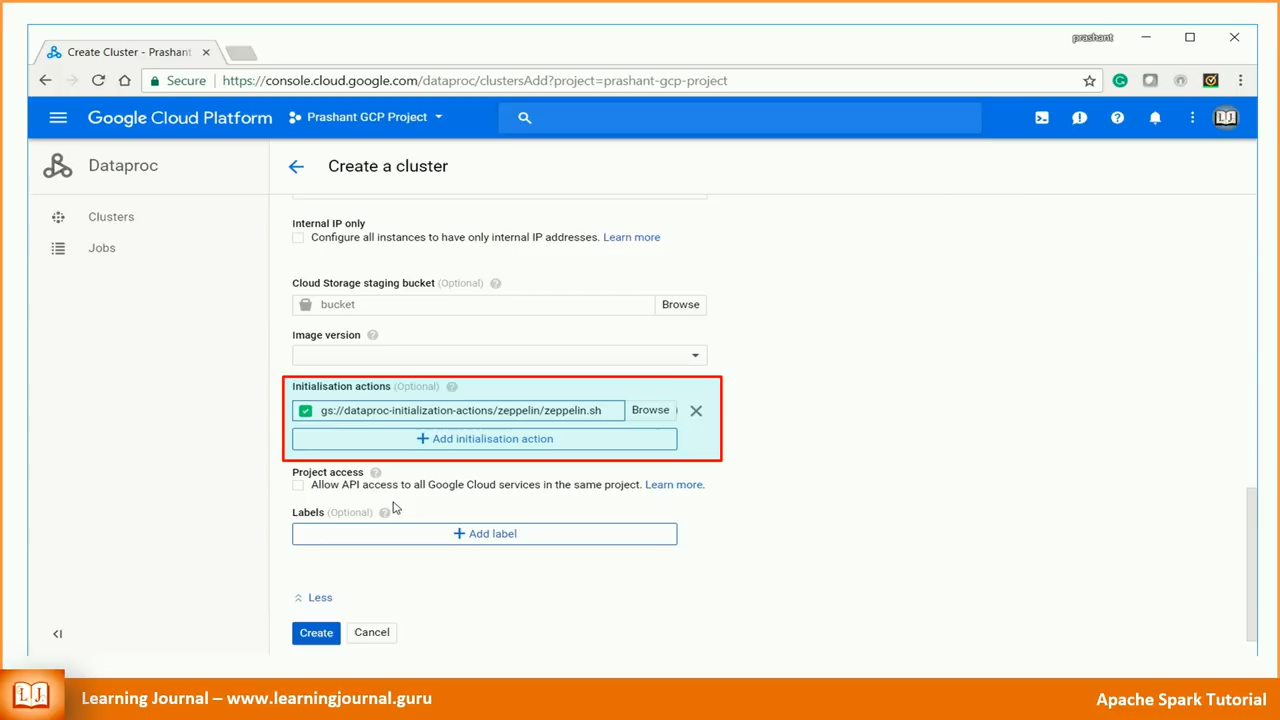 prashant
Create Cluster - Prashant
Secure https://console.cloud.google.com/dataproc/clustersAdd?project=prashant-gcp-project
Google Cloud Platform
Prashant GCP Project
LJ
Dataproc
Create a cluster
Clusters
Jobs
Internal IP only
Configure all instances to have only internal IP addresses. Learn more
Cloud Storage staging bucket (Optional) ?
bucket
Browse
Image version ?
Initialisation actions (Optional) ?
gs://dataproc-initialization-actions/zeppelin/zeppelin.sh
Browse
+ Add initialisation action
Project access ?
Allow API access to all Google Cloud services in the same project. Learn more.
Labels (Optional) ?
+ Add label
Less
Create
Cancel
LJ
Learning Journal – www.learningjournal.guru
Apache Spark Tutorial